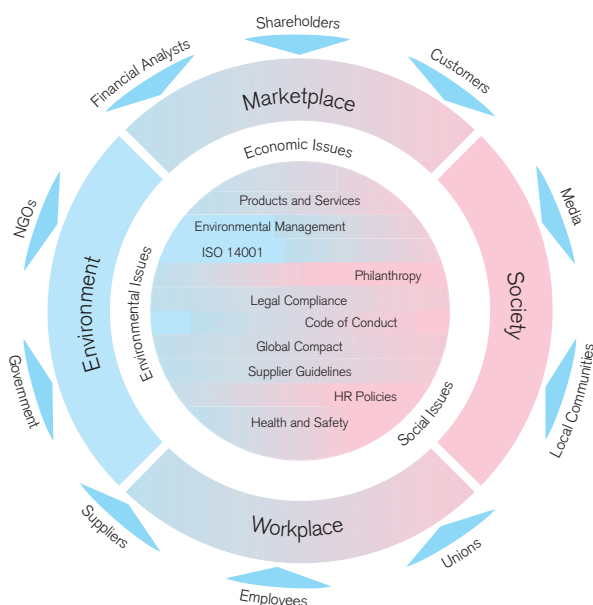 Shareholders
Financial Analysts
Customers
Marketplace
Economic Issues
Products and Services
Environmental Management
ISO 14001
Philanthropy
Legal Compliance
Code of Conduct
Global Compact
Supplier Guidelines
HR Policies
Health and Safety
Environmental Issues
Social Issues
Environment
Society
NGOs
Media
Government
Local Communities
Workplace
Suppliers
Unions
Employees